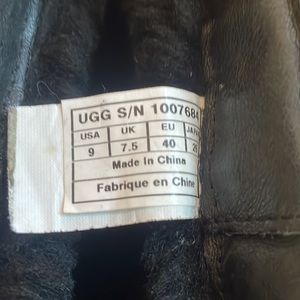 UGG S/N 1007684
USA UK EU
9 7.5 40
Made In China
Fabrique en Chine